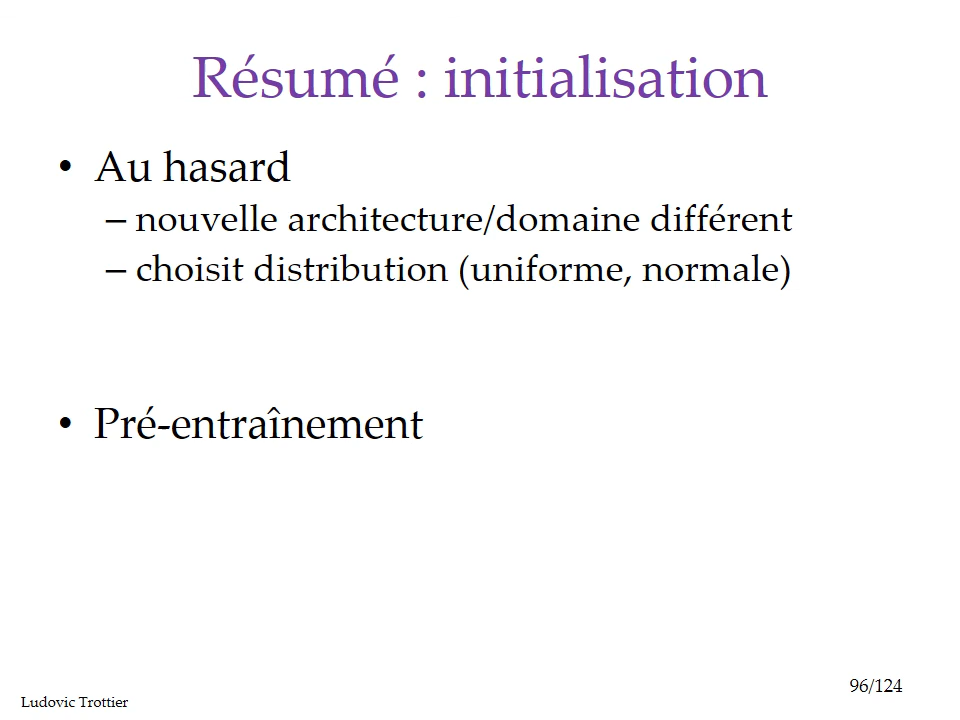 Résumé : initialisation
• Au hasard
– nouvelle architecture/domaine différent
– choisit distribution (uniforme, normale)
• Pré-entraînement
96/124
Ludovic Trottier